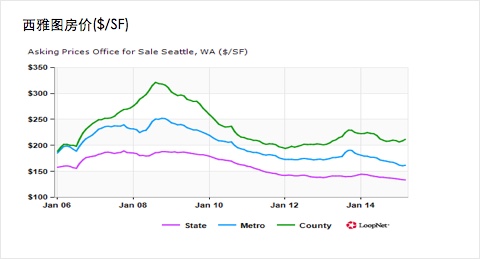 西雅图房价($/SF)
Asking Prices Office for Sale Seattle, WA ($/SF)
$350
$300
$250
$200
$150
$100
Jan 06 Jan 08 Jan 10 Jan 12 Jan 14
State Metro County LoopNet